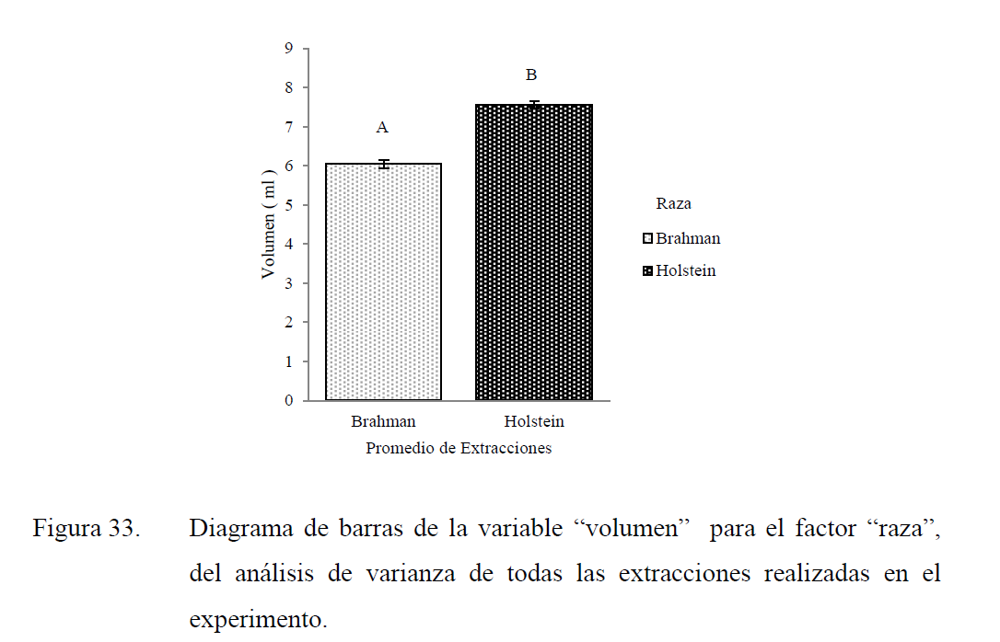 9
8
7
6
5
4
3
2
1
0
Volumen ( ml )
A
B
Brahman
Holstein
Promedio de Extracciones
Raza
Brahman
Holstein
Figura 33. Diagrama de barras de la variable “volumen” para el factor “raza”,
del análisis de varianza de todas las extracciones realizadas en el
experimento.